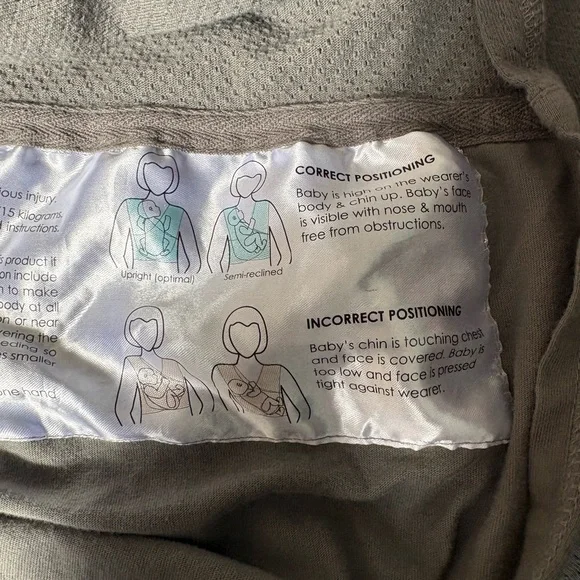 ious injury.
15 kilograms
instructions.
product if
on include
to make
body at all
on or near
ering the
eding so
s smaller
one hand
Upright (optimal)
Semi-reclined
CORRECT POSITIONING
Baby is high on the wearer's
body & chin up. Baby's face
is visible with nose & mouth
free from obstructions.
INCORRECT POSITIONING
Baby's chin is touching chest
and face is covered. Baby is
too low and face is pressed
tight against wearer.